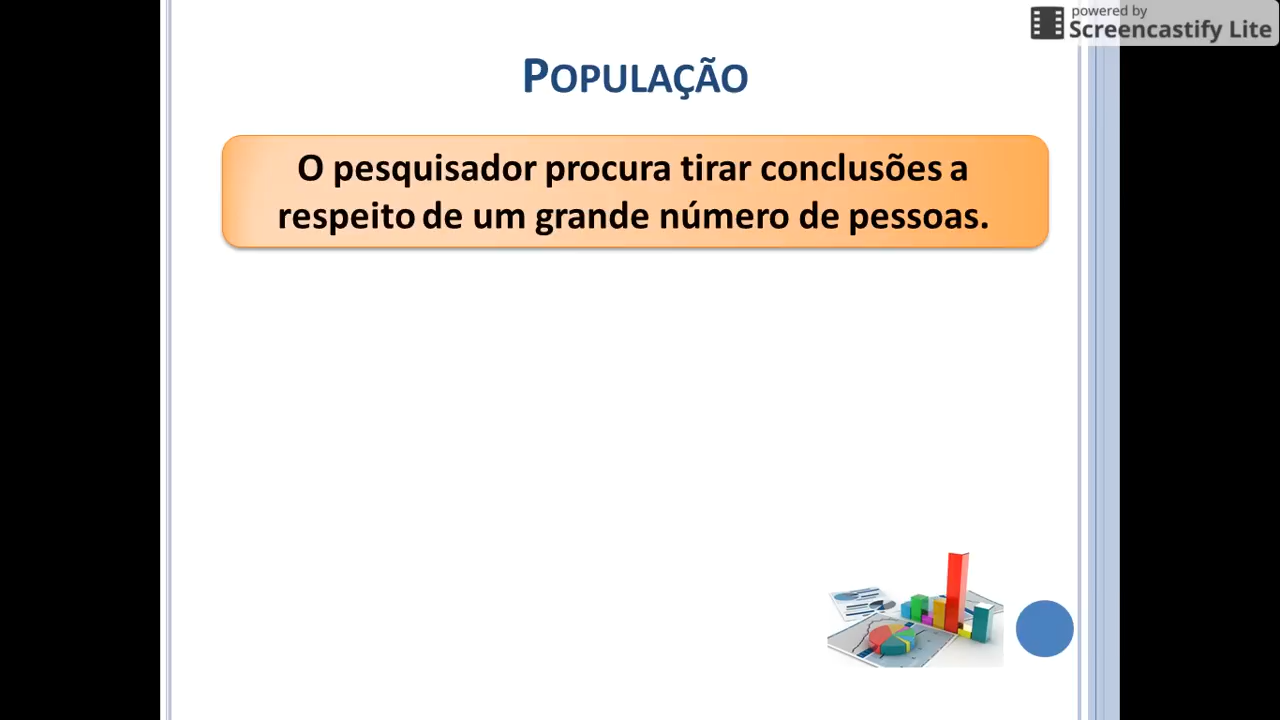 powered by
Screencastify Lite
POPULAÇÃO
O pesquisador procura tirar conclusões a
respeito de um grande número de pessoas.